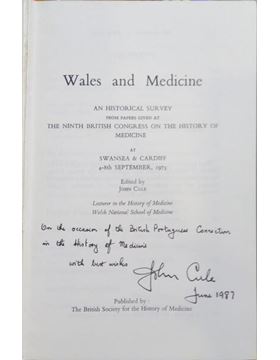 Wales and Medicine
AN HISTORICAL SURVEY
FROM PAPERS GIVEN AT
THE NINTH BRITISH CONGRESS ON THE HISTORY OF
MEDICINE
AT
SWANSEA & CARDIFF
4-8th SEPTEMBER, 1973
Edited by
JOHN CULE
Lecturer in the History of Medicine
Welsh National School of Medicine
On the occasion of the British Portuguese Connection
in the History of Medicine
with best wishes
John Cule
June 1987
Published by:
The British Society for the History of Medicine